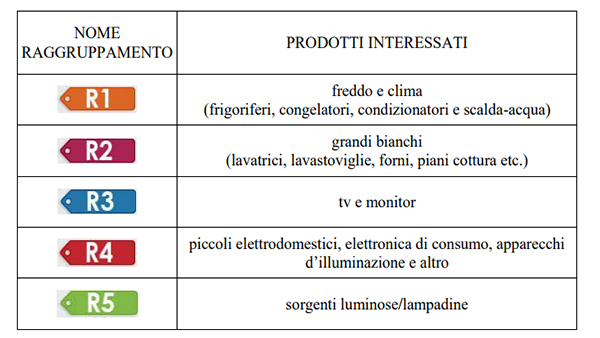 NOME
RAGGRUPPAMENTO
PRODOTTI INTERESSATI
R1
freddo e clima
(frigoriferi, congelatori, condizionatori e scalda-acqua)
R2
grandi bianchi
(lavatrici, lavastoviglie, forni, piani cottura etc.)
R3
tv e monitor
R4
piccoli elettrodomestici, elettronica di consumo, apparecchi
d’illuminazione e altro
R5
sorgenti luminose/lampadine